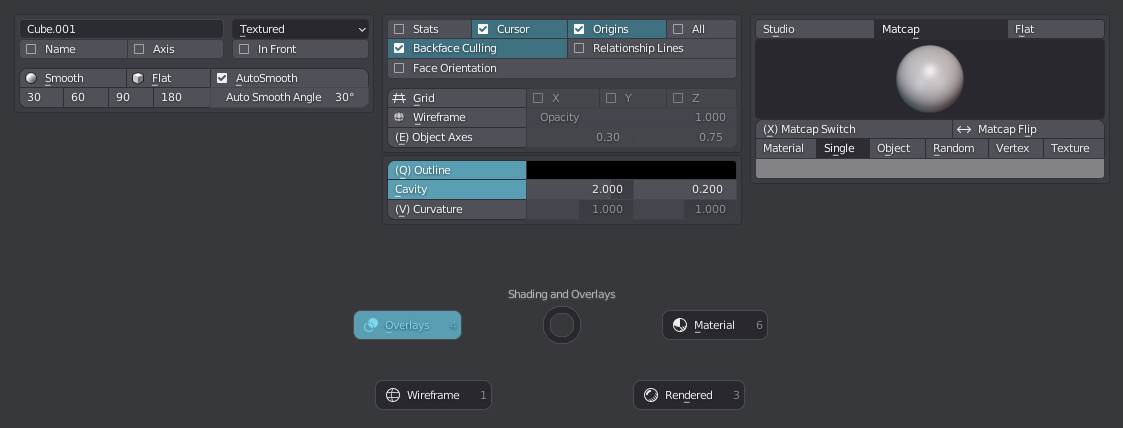 Cube.001 Textured
Name Axis In Front
Smooth Flat AutoSmooth
30 60 90 180 Auto Smooth Angle 30°
Stats Cursor Origins All
Backface Culling Relationship Lines
Face Orientation
Grid X Y Z
Wireframe Opacity 1.000
(E) Object Axes 0.30 0.75
(Q) Outline
Cavity 2.000 0.200
(V) Curvature 1.000 1.000
Studio Matcap Flat
(X) Matcap Switch Matcap Flip
Material Single Object Random Vertex Texture
Shading and Overlays
Overlays 4 Material 6
Wireframe 1 Rendered 3